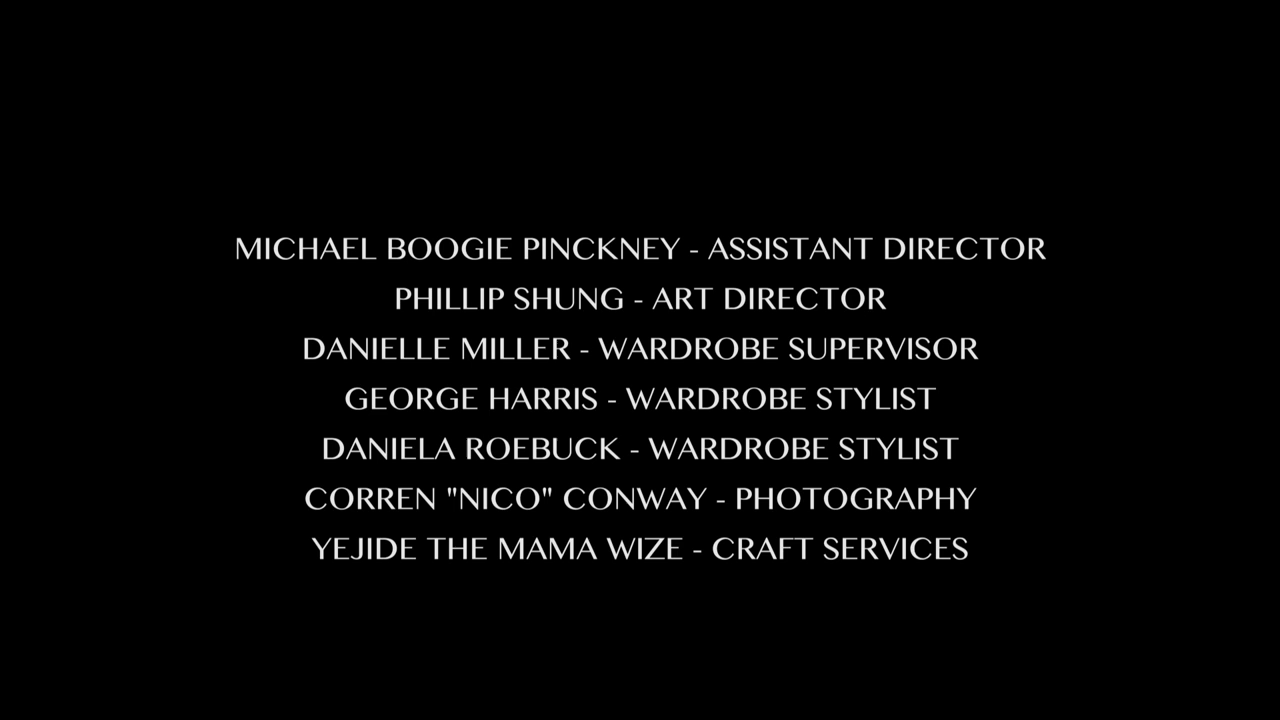 MICHAEL BOOGIE PINCKNEY - ASSISTANT DIRECTOR
PHILLIP SHUNG - ART DIRECTOR
DANIELLE MILLER - WARDROBE SUPERVISOR
GEORGE HARRIS - WARDROBE STYLIST
DANIELA ROEBUCK - WARDROBE STYLIST
CORREN "NICO" CONWAY - PHOTOGRAPHY
YEJIDE THE MAMA WIZE - CRAFT SERVICES